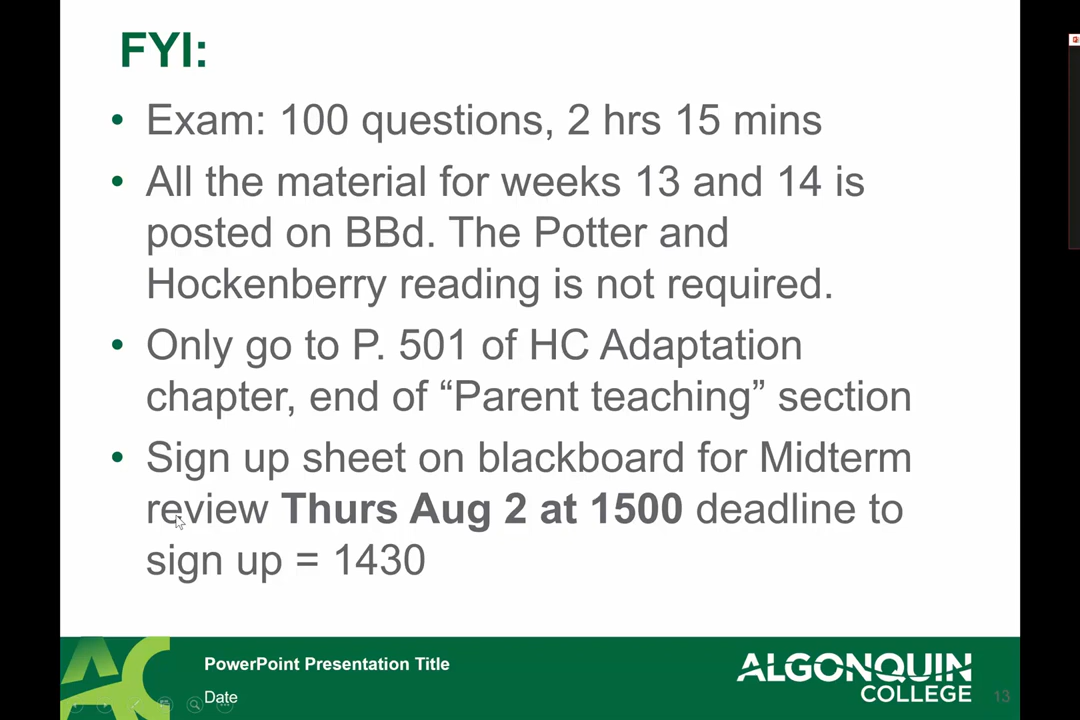 FYI:
• Exam: 100 questions, 2 hrs 15 mins
• All the material for weeks 13 and 14 is
posted on BBd. The Potter and
Hockenberry reading is not required.
• Only go to P. 501 of HC Adaptation
chapter, end of “Parent teaching” section
• Sign up sheet on blackboard for Midterm
review Thurs Aug 2 at 1500 deadline to
sign up = 1430
PowerPoint Presentation Title
Date
AC
ALGONQUIN
COLLEGE
13